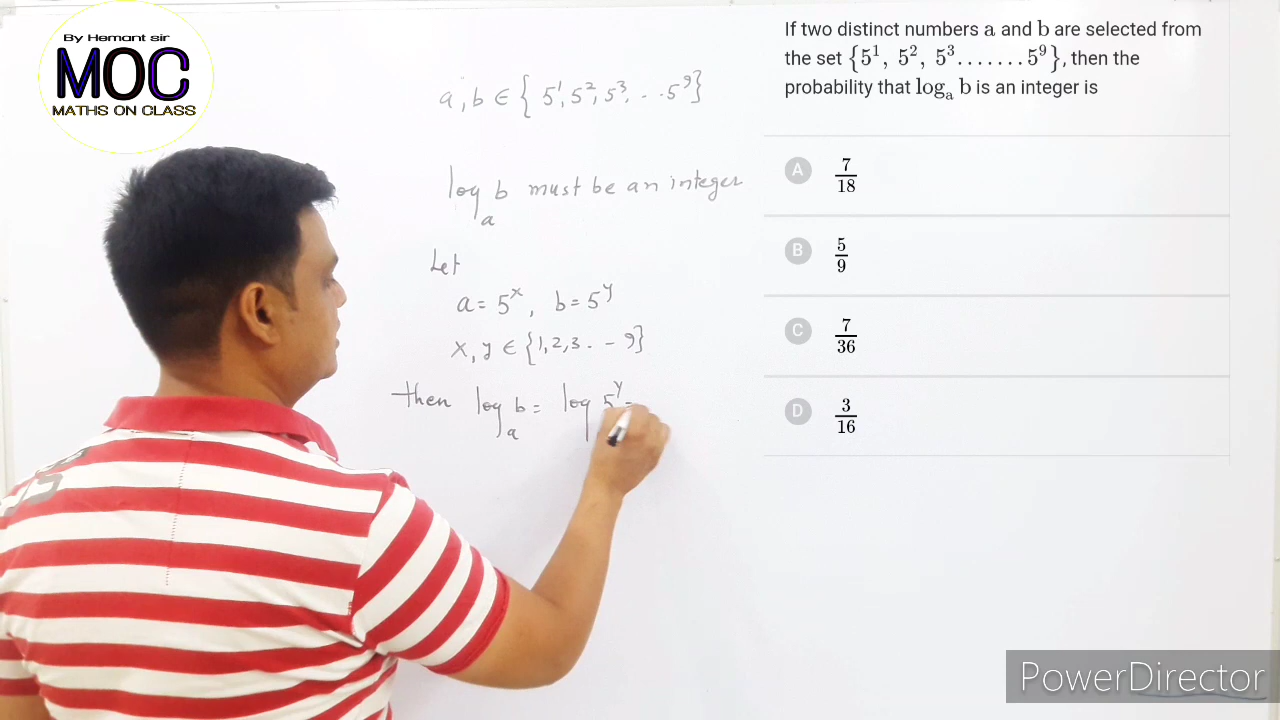 By Hemant sir
MOC
MATHS ON CLASS
a, b ∈ { 5¹, 5², 5³, . . . 5⁹}
log_a b must be an integer
Let
a = 5^x , b = 5^y
x, y ∈ {1, 2, 3 . - 9}
then log_a b = log 5^y =
If two distinct numbers a and b are selected from
the set {5¹, 5², 5³.......5⁹}, then the
probability that log_a b is an integer is
A 7/18
B 5/9
C 7/36
D 3/16
PowerDirector